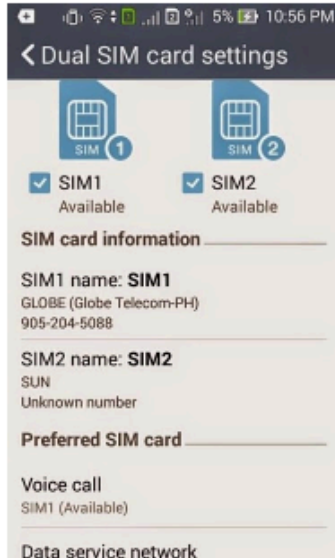 5% 10:56 PM
Dual SIM card settings
SIM 1 SIM 2
SIM1 SIM2
Available Available
SIM card information
SIM1 name: SIM1
GLOBE (Globe Telecom-PH)
905-204-5088
SIM2 name: SIM2
SUN
Unknown number
Preferred SIM card
Voice call
SIM1 (Available)
Data service network